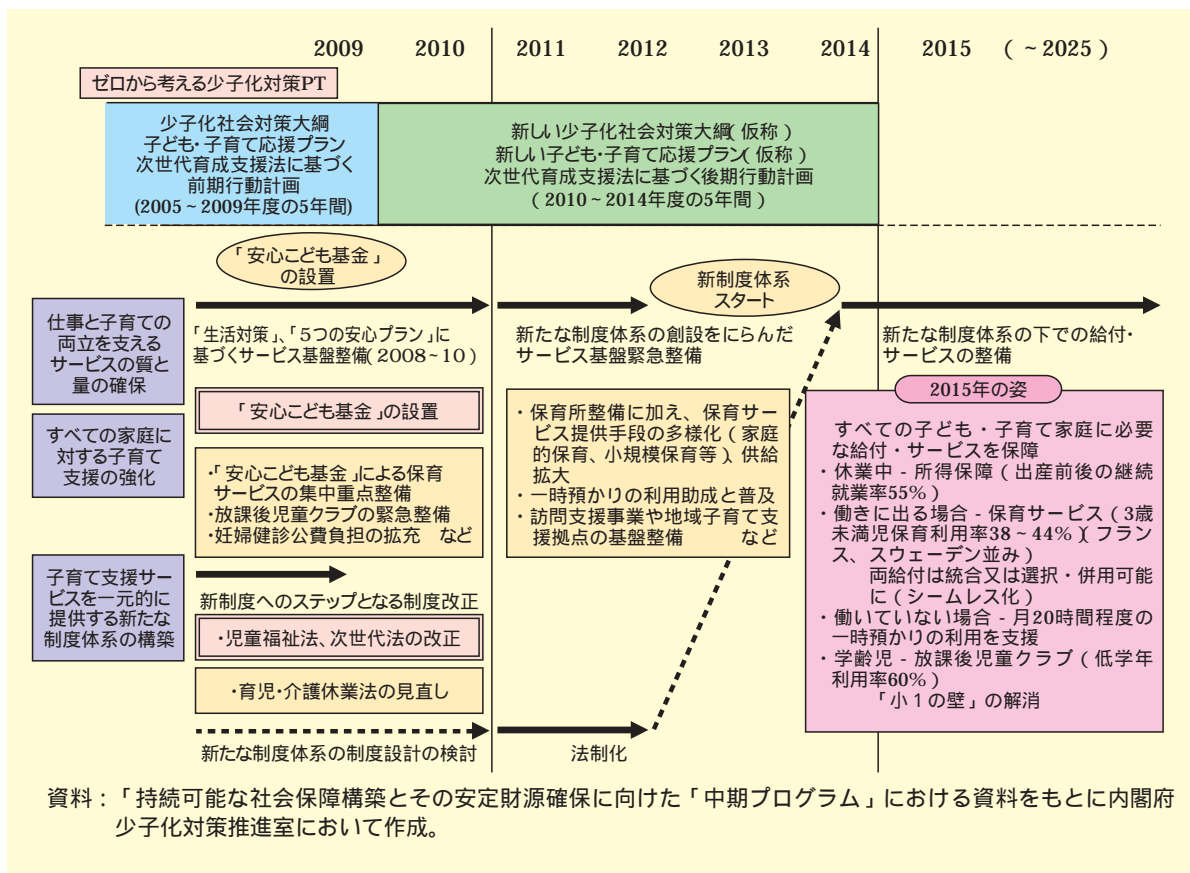 2009 2010 2011 2012 2013 2014 2015 (~2025)
ゼロから考える少子化対策PT
少子化社会対策大綱
子ども・子育て応援プラン
次世代育成支援法に基づく
前期行動計画
(2005~2009年度の5年間)
新しい少子化社会対策大綱(仮称)
新しい子ども・子育て応援プラン(仮称)
次世代育成支援法に基づく後期行動計画
(2010~2014年度の5年間)
「安心こども基金」
の設置
新制度体系
スタート
仕事と子育ての
両立を支える
サービスの質と
量の確保
「生活対策」、「5つの安心プラン」に
基づくサービス基盤整備(2008~10)
新たな制度体系の創設をにらんだ
サービス基盤緊急整備
新たな制度体系の下での給付・
サービスの整備
すべての家庭に
対する子育て
支援の強化
「安心こども基金」の設置
・「安心こども基金」による保育
サービスの集中重点整備
・放課後児童クラブの緊急整備
・妊婦健診公費負担の拡充 など
・保育所整備に加え、保育サー
ビス提供手段の多様化(家庭
的保育、小規模保育等)、供給
拡大
・一時預かりの利用助成と普及
・訪問支援事業や地域子育て支
援拠点の基盤整備 など
2015年の姿
すべての子ども・子育て家庭に必要
な給付・サービスを保障
・休業中-所得保障(出産前後の継続
就業率55%)
・働きに出る場合-保育サービス(3歳
未満児保育利用率38~44%)(フラン
ス、スウェーデン並み)
両給付は統合又は選択・併用可能
に(シームレス化)
・働いていない場合-月20時間程度の
一時預かりの利用を支援
・学齢児-放課後児童クラブ(低学年
利用率60%)
「小1の壁」の解消
子育て支援サー
ビスを一元的に
提供する新たな
制度体系の構築
新制度へのステップとなる制度改正
・児童福祉法、次世代法の改正
・育児・介護休業法の見直し
新たな制度体系の制度設計の検討
法制化
資料:「持続可能な社会保障構築とその安定財源確保に向けた「中期プログラム」における資料をもとに内閣府
少子化対策推進室において作成。